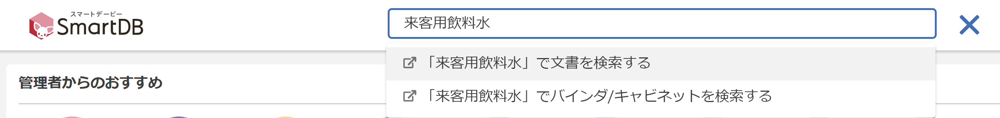 スマートデービー
SmartDB
来客用飲料水
「来客用飲料水」で文書を検索する
「来客用飲料水」でバインダ/キャビネットを検索する
管理者からのおすすめ